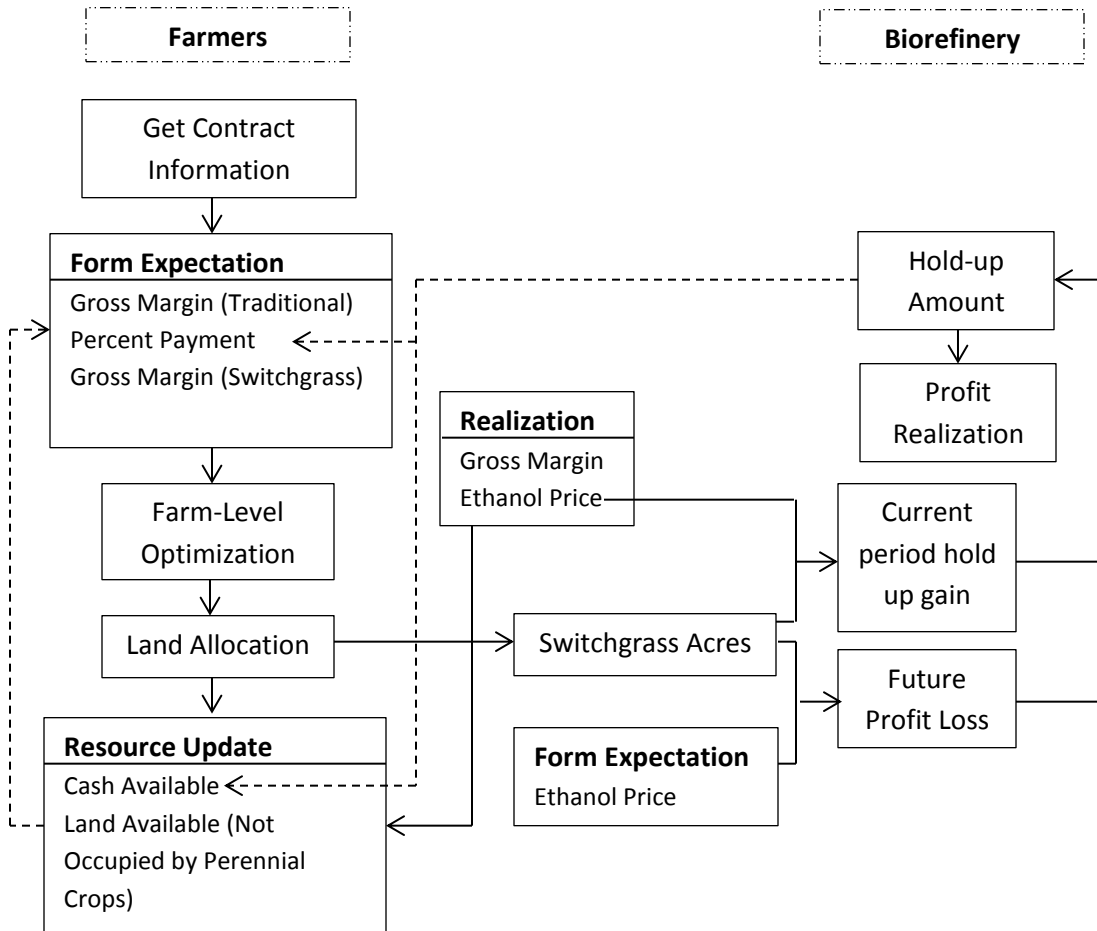 Farmers
Biorefinery
Get Contract
Information
Form Expectation
Gross Margin (Traditional)
Percent Payment
Gross Margin (Switchgrass)
Hold-up
Amount
Profit
Realization
Realization
Gross Margin
Ethanol Price
Farm-Level
Optimization
Current
period hold
up gain
Land Allocation
Switchgrass Acres
Future
Profit Loss
Resource Update
Cash Available
Land Available (Not
Occupied by Perennial
Crops)
Form Expectation
Ethanol Price